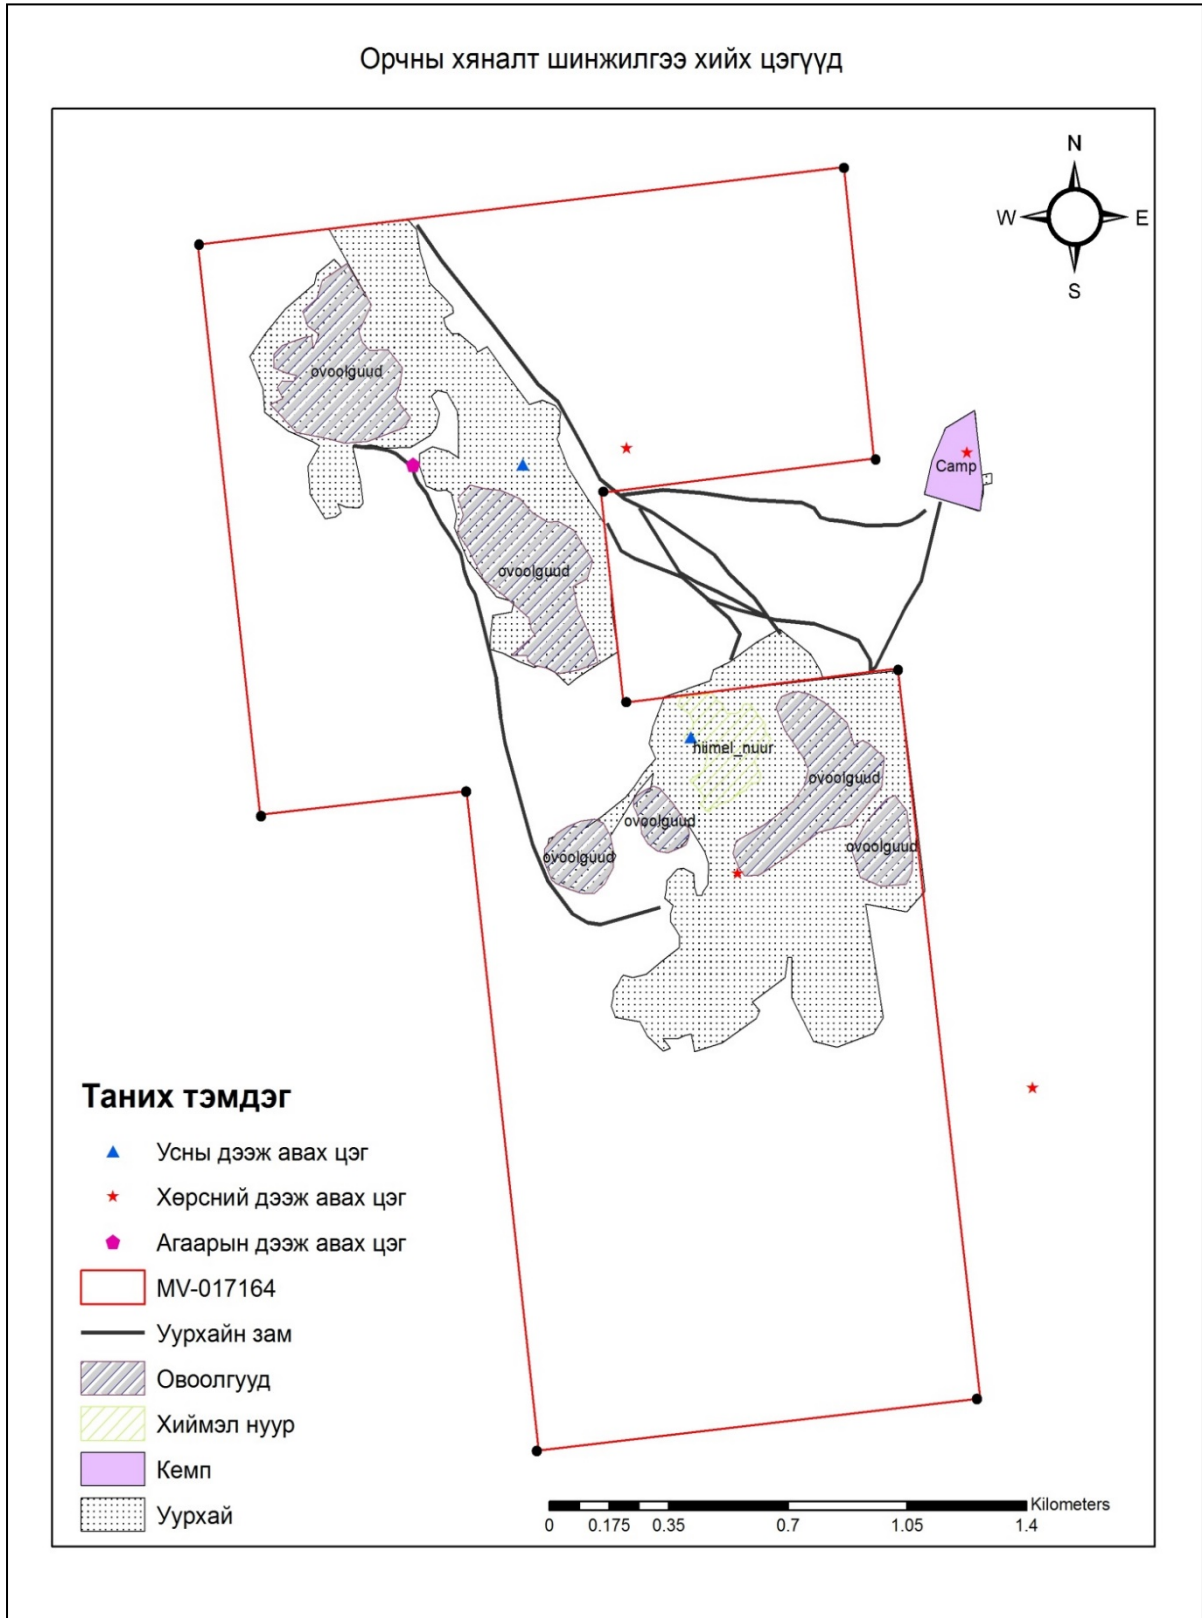 Орчны хяналт шинжилгээ хийх цэгүүд
N
W
E
S
ovoolguud
Camp
ovoolguud
hiimel_nuur
ovoolguud
ovoolguud
ovoolguud
ovoolguud
Таних тэмдэг
Усны дээж авах цэг
Хөрсний дээж авах цэг
Агаарын дээж авах цэг
MV-017164
Уурхайн зам
Овоолгууд
Хиймэл нуур
Кемп
Уурхай
Kilometers
0 0.175 0.35 0.7 1.05 1.4